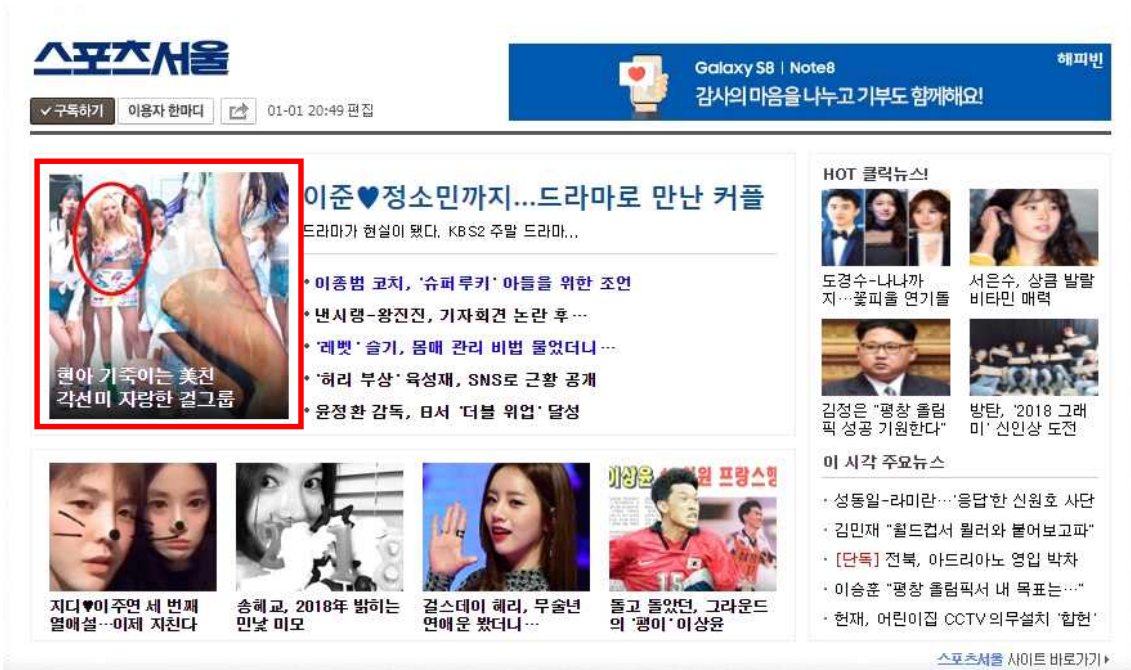 스포츠서울
Galaxy S8 | Note8
감사의 마음을 나누고 기부도 함께해요!
해피빈
구독하기
이용자 한마디
01-01 20:49 편집
현아 기죽이는 美친
각선미 자랑한 걸그룹
이준♥정소민까지...드라마로 만난 커플
드라마가 현실이 됐다. KBS2 주말 드라마...
이종범 코치, '슈퍼루키' 아들을 위한 조언
낸시랭-왕진진, 기자회견 논란 후…
'레벳' 슬기, 몸매 관리 비법 물었더니…
'허리 부상' 육성재, SNS로 근황 공개
윤정환 감독, 日서 '더블 위업' 달성
HOT 클릭뉴스!
도경수-나나까
지…꽃피울 연기돌
서은수, 상큼 발랄
비타민 매력
김정은 "평창 올림
픽 성공 기원한다"
방탄, '2018 그래
미' 신인상 도전
이 시각 주요뉴스
· 성동일-라미란…'응답'한 신원호 사단
· 김민재 "월드컵서 뮐러와 붙어보고파"
· [단독] 전북, 아드리아노 영입 박차
· 이승훈 "평창 올림픽서 내 목표는…"
· 헌재, 어린이집 CCTV 의무설치 '합헌'
이상윤
원 프랑스행
15
지디♥이주연 세 번째
열애설…이제 지친다
송혜교, 2018年 밝히는
민낯 미모
걸스데이 혜리, 무술년
연애운 봤더니…
돌고 돌았던, 그라운드
의 '팽이' 이상윤
스포츠서울 사이트 바로가기